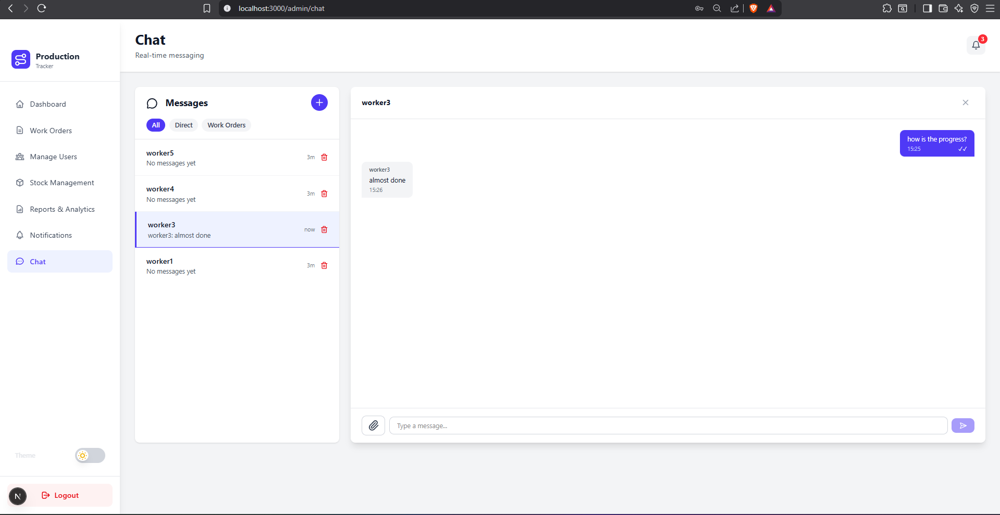 localhost:3000/admin/chat
Production
Tracker
Dashboard
Work Orders
Manage Users
Stock Management
Reports & Analytics
Notifications
Chat
Theme
N
Logout
Chat
Real-time messaging
3
Messages
All Direct Work Orders
worker5
No messages yet
3m
worker4
No messages yet
3m
worker3
worker3: almost done
now
worker1
No messages yet
3m
worker3
how is the progress?
15:25
worker3
almost done
15:26
Type a message...